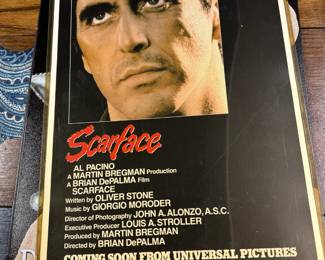 Scarface
AL PACINO
A MARTIN BREGMAN Production
A BRIAN DePALMA Film
SCARFACE
Written by OLIVER STONE
Music by GIORGIO MORODER
Director of Photography JOHN A. ALONZO, A.S.C.
Executive Producer LOUIS A. STROLLER
Produced by MARTIN BREGMAN
Directed by BRIAN DePALMA
COMING SOON FROM UNIVERSAL PICTURES